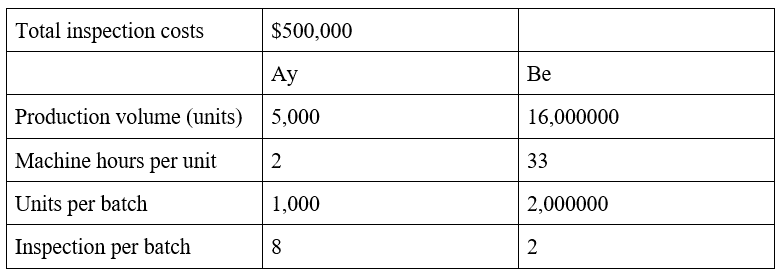 Total inspection costs $500,000
Ay Be
Production volume (units) 5,000 16,000000
Machine hours per unit 2 33
Units per batch 1,000 2,000000
Inspection per batch 8 2